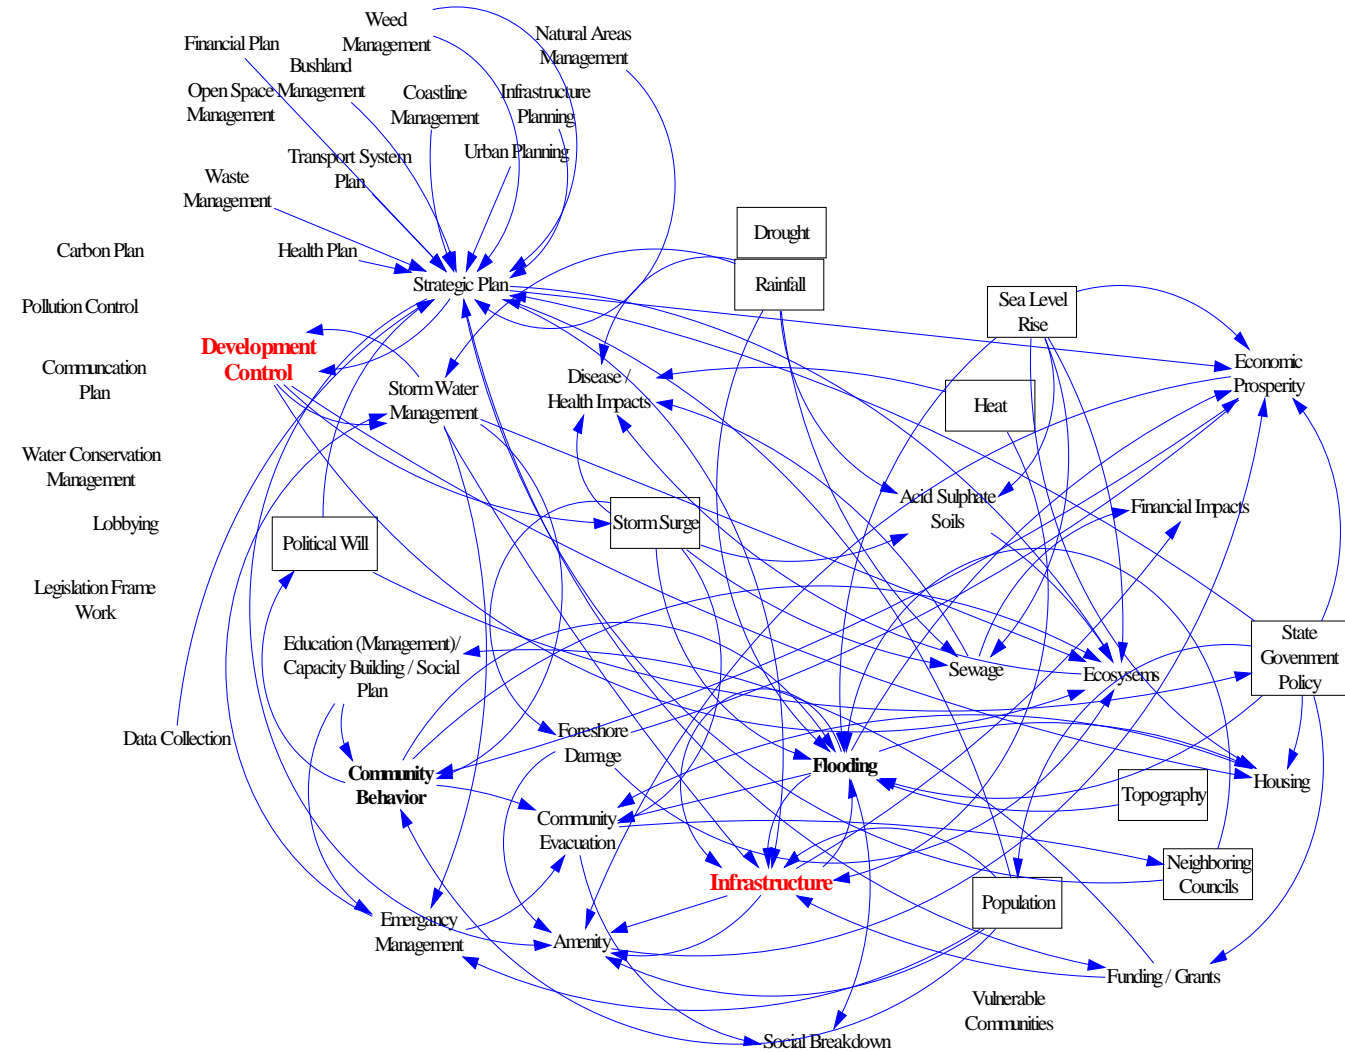 Weed
Management
Natural Areas
Management
Financial Plan
Bushland
Management
Open Space
Management
Coastline
Management
Infrastructure
Planning
Transport System
Plan
Urban Planning
Waste
Management
Carbon Plan
Health Plan
Strategic Plan
Drought
Rainfall
Sea Level
Rise
Pollution Control
Development
Control
Communcation
Plan
Storm Water
Management
Disease /
Health Impacts
Heat
Economic
Prosperity
Water Conservation
Management
Lobbying
Political Will
Storm Surge
Acid Sulphate
Soils
Financial Impacts
Legislation Frame
Work
Education (Management)/
Capacity Building / Social
Plan
Sewage
Ecosysems
State
Govenment
Policy
Data Collection
Community
Behavior
Foreshore
Damage
Flooding
Housing
Topography
Community
Evacuation
Infrastructure
Neighboring
Councils
Population
Emergancy
Management
Amenity
Funding / Grants
Vulnerable
Communities
Social Breakdown